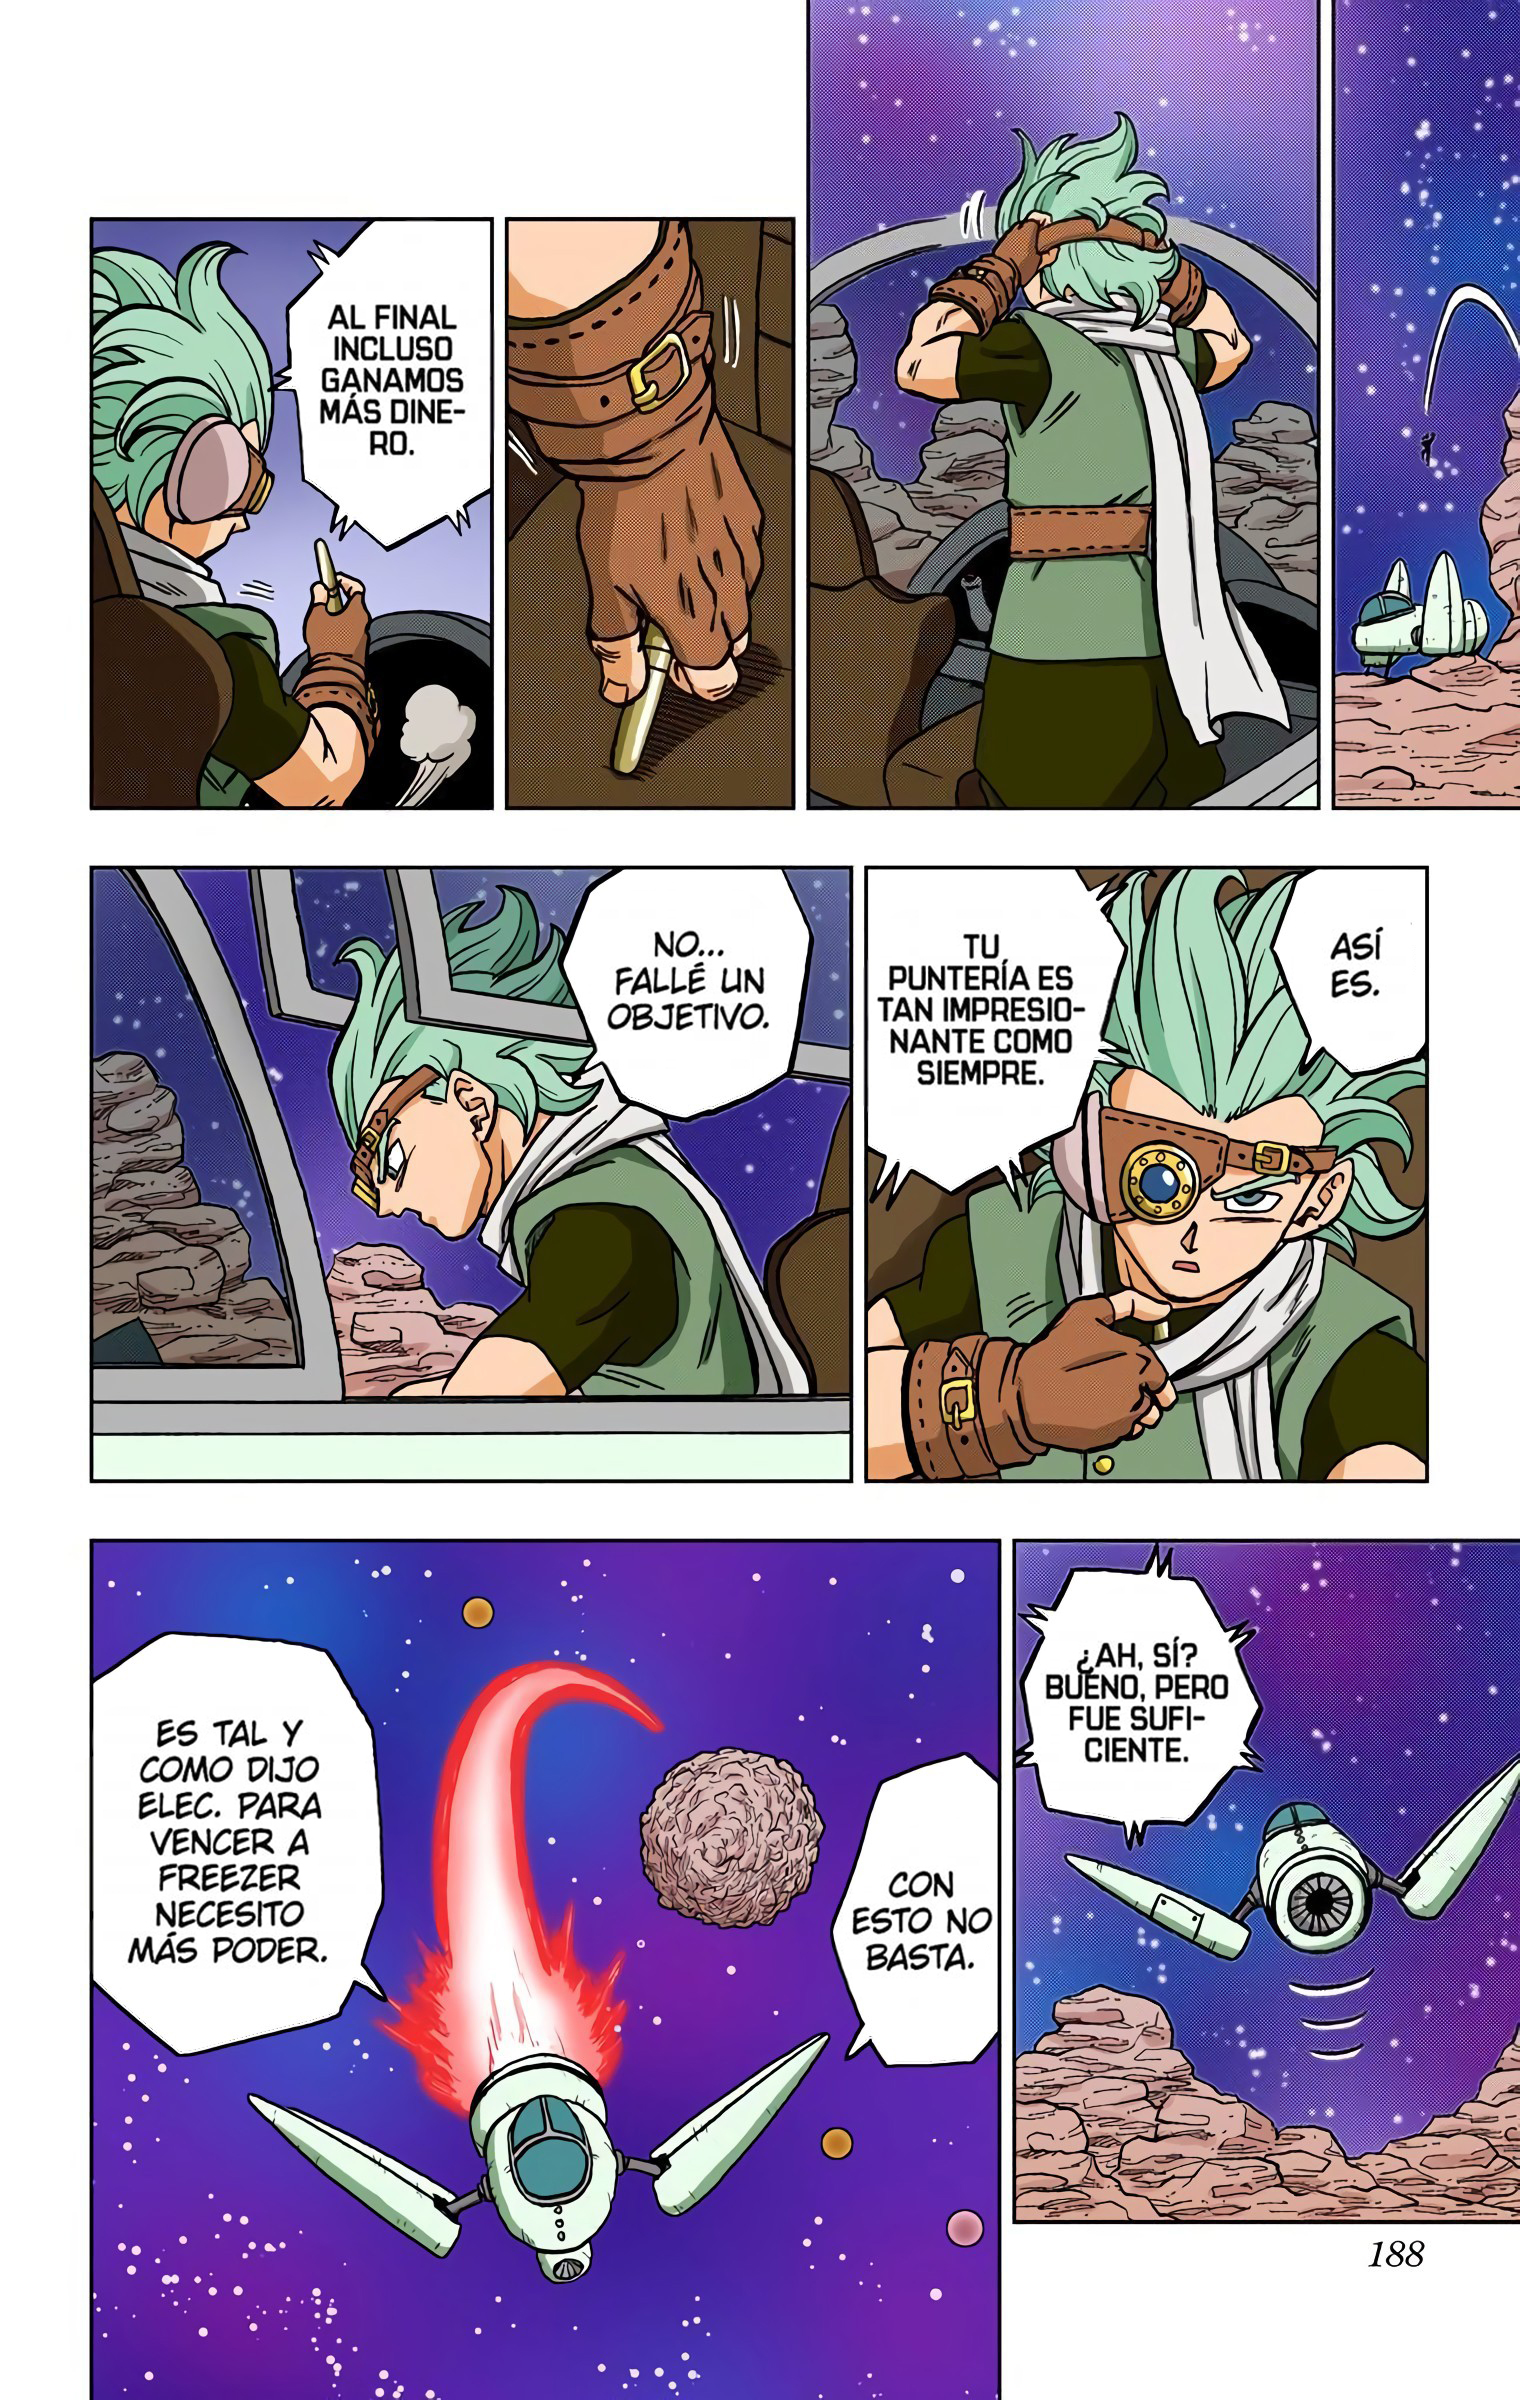 AL FINAL
INCLUSO
GANAMOS
MÁS DINE-
RO.
ASÍ
ES.
TU
PUNTERÍA ES
TAN IMPRESIO-
NANTE COMO
SIEMPRE.
NO...
FALLÉ UN
OBJETIVO.
¿AH, SÍ?
BUENO, PERO
FUE SUFI-
CIENTE.
CON
ESTO NO
BASTA.
ES TAL Y
COMO DIJO
ELEC. PARA
VENCER A
FREEZER
NECESITO
MÁS PODER.
188